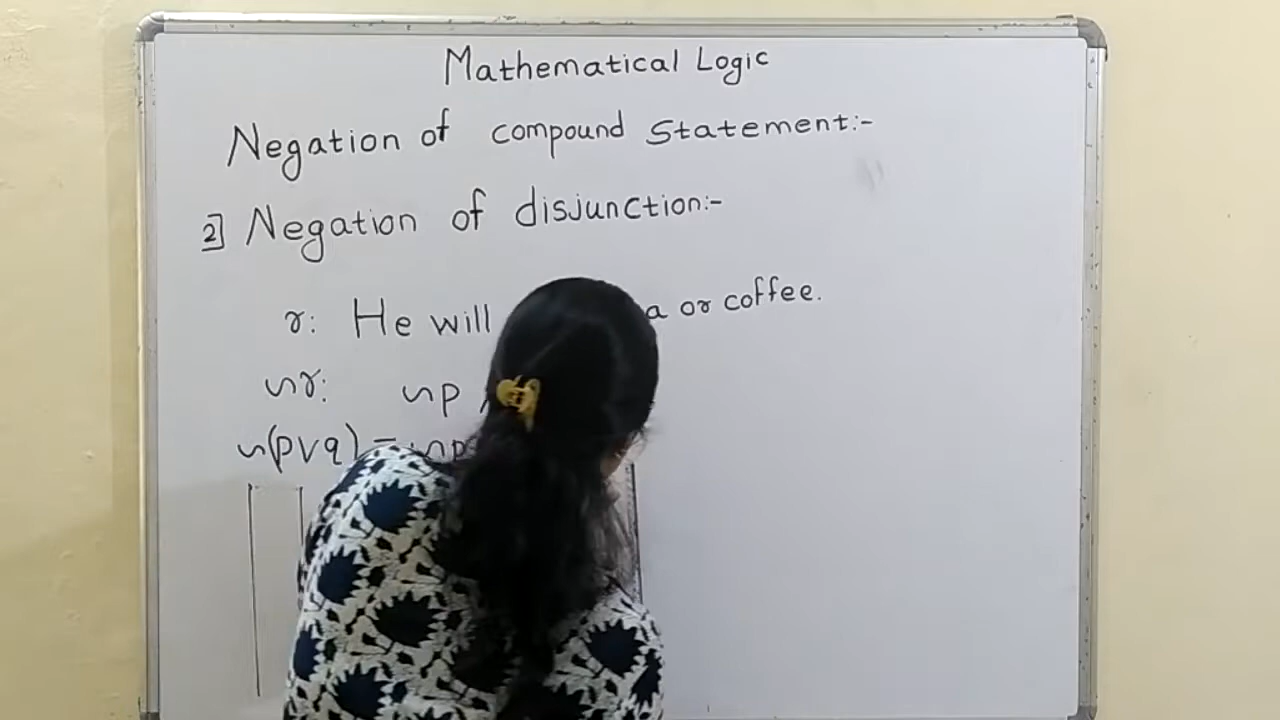 Mathematical Logic
Negation of compound Statement:-
2] Negation of disjunction:-
r: He will a or coffee.
~r: ~p
~(p∨q) = ~p